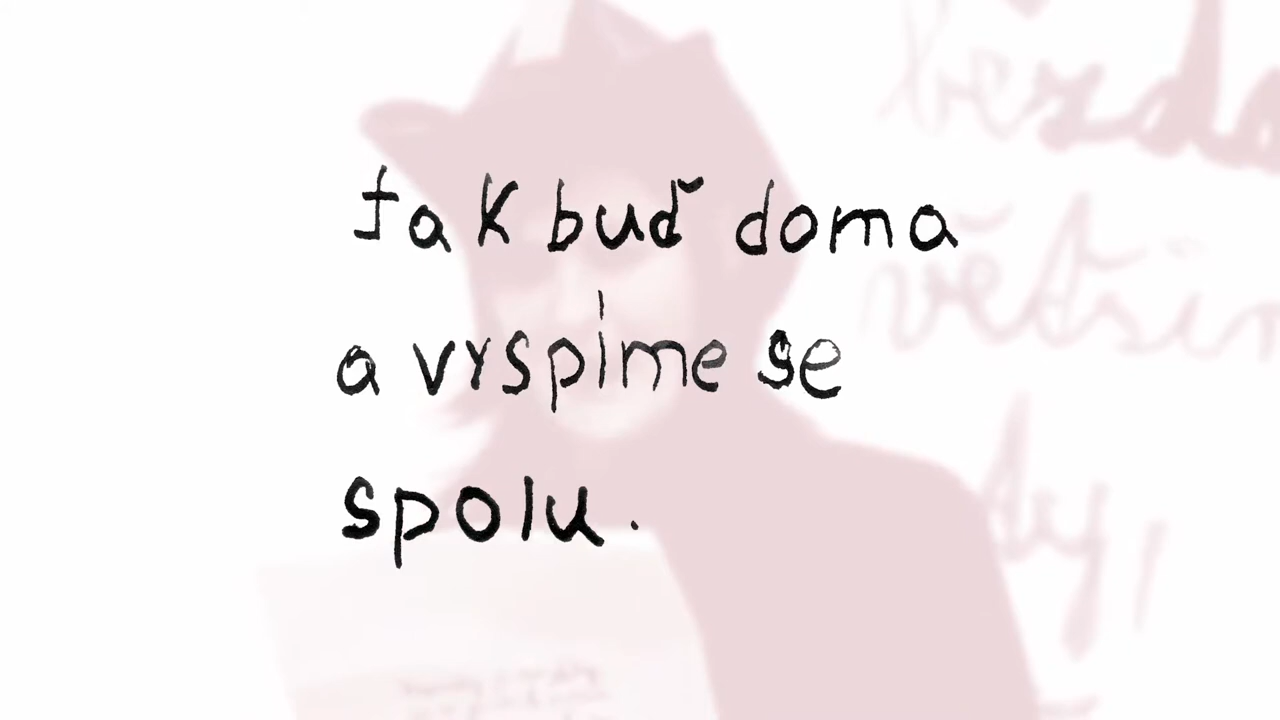 tak buď doma
a vyspíme se
spolu.